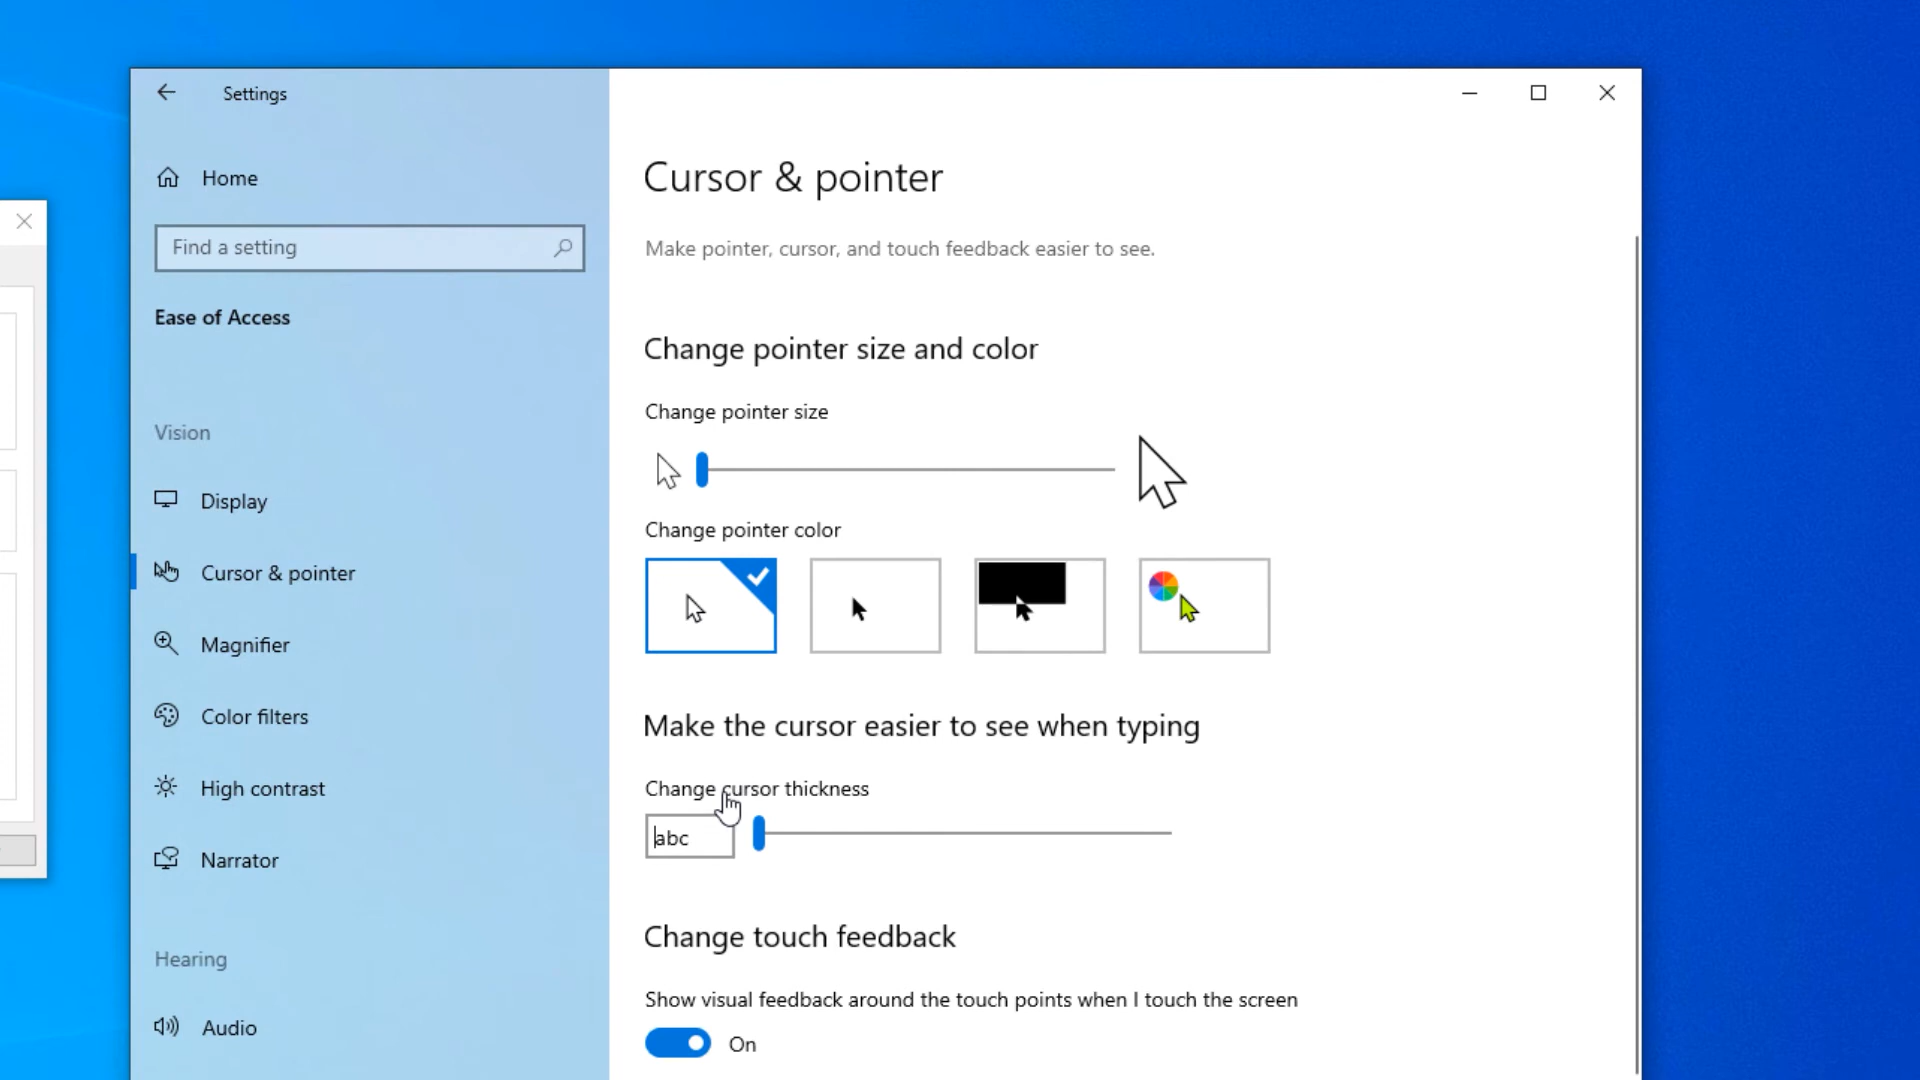 Settings
Home
Find a setting
Ease of Access
Vision
Display
Cursor & pointer
Magnifier
Color filters
High contrast
Narrator
Hearing
Audio
Cursor & pointer
Make pointer, cursor, and touch feedback easier to see.
Change pointer size and color
Change pointer size
Change pointer color
Make the cursor easier to see when typing
Change cursor thickness
abc
Change touch feedback
Show visual feedback around the touch points when I touch the screen
On